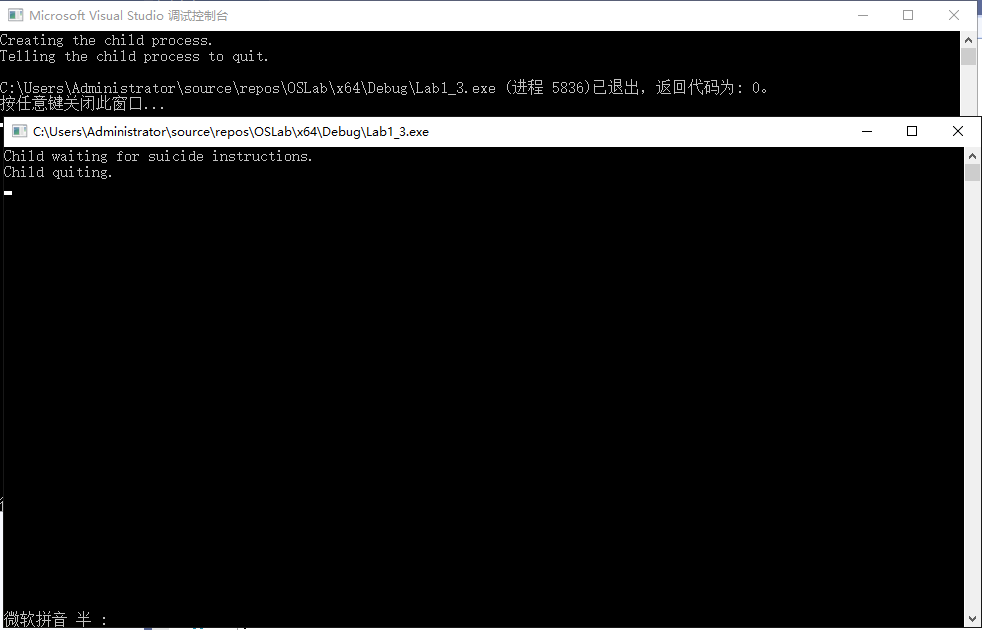 Microsoft Visual Studio 调试控制台
Creating the child process.
Telling the child process to quit.
C:\Users\Administrator\source\repos\OSLab\x64\Debug\Lab1_3.exe (进程 5836)已退出，返回代码为: 0。
按任意键关闭此窗口...
C:\Users\Administrator\source\repos\OSLab\x64\Debug\Lab1_3.exe
Child waiting for suicide instructions.
Child quiting.
微软拼音 半 :